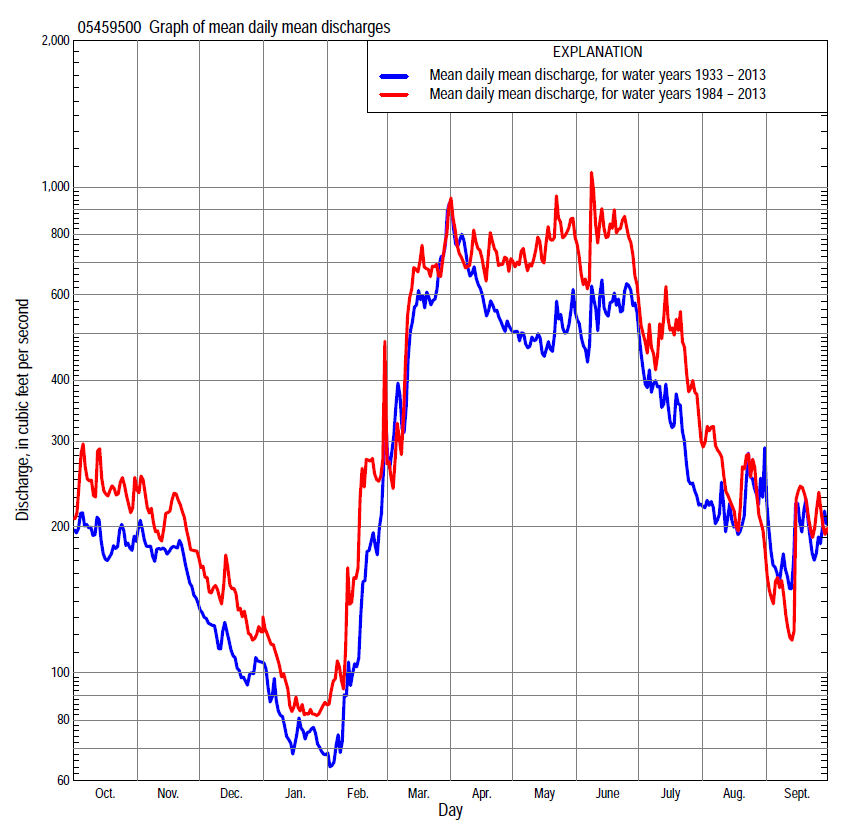 05459500 Graph of mean daily mean discharges
EXPLANATION
Mean daily mean discharge, for water years 1933 – 2013
Mean daily mean discharge, for water years 1984 – 2013
2,000
1,000
800
600
400
300
200
100
80
60
Discharge, in cubic feet per second
Oct. Nov. Dec. Jan. Feb. Mar. Apr. May June July Aug. Sept.
Day